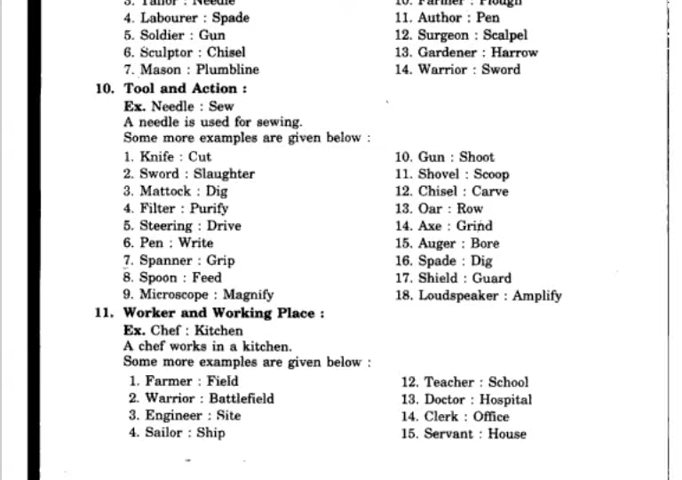 3. Tailor : Needle
4. Labourer : Spade
5. Soldier : Gun
6. Sculptor : Chisel
7. Mason : Plumbline
10. Farmer : Plough
11. Author : Pen
12. Surgeon : Scalpel
13. Gardener : Harrow
14. Warrior : Sword
10. Tool and Action :
Ex. Needle : Sew
A needle is used for sewing.
Some more examples are given below :
1. Knife : Cut
2. Sword : Slaughter
3. Mattock : Dig
4. Filter : Purify
5. Steering : Drive
6. Pen : Write
7. Spanner : Grip
8. Spoon : Feed
9. Microscope : Magnify
10. Gun : Shoot
11. Shovel : Scoop
12. Chisel : Carve
13. Oar : Row
14. Axe : Grind
15. Auger : Bore
16. Spade : Dig
17. Shield : Guard
18. Loudspeaker : Amplify
11. Worker and Working Place :
Ex. Chef : Kitchen
A chef works in a kitchen.
Some more examples are given below :
1. Farmer : Field
2. Warrior : Battlefield
3. Engineer : Site
4. Sailor : Ship
12. Teacher : School
13. Doctor : Hospital
14. Clerk : Office
15. Servant : House